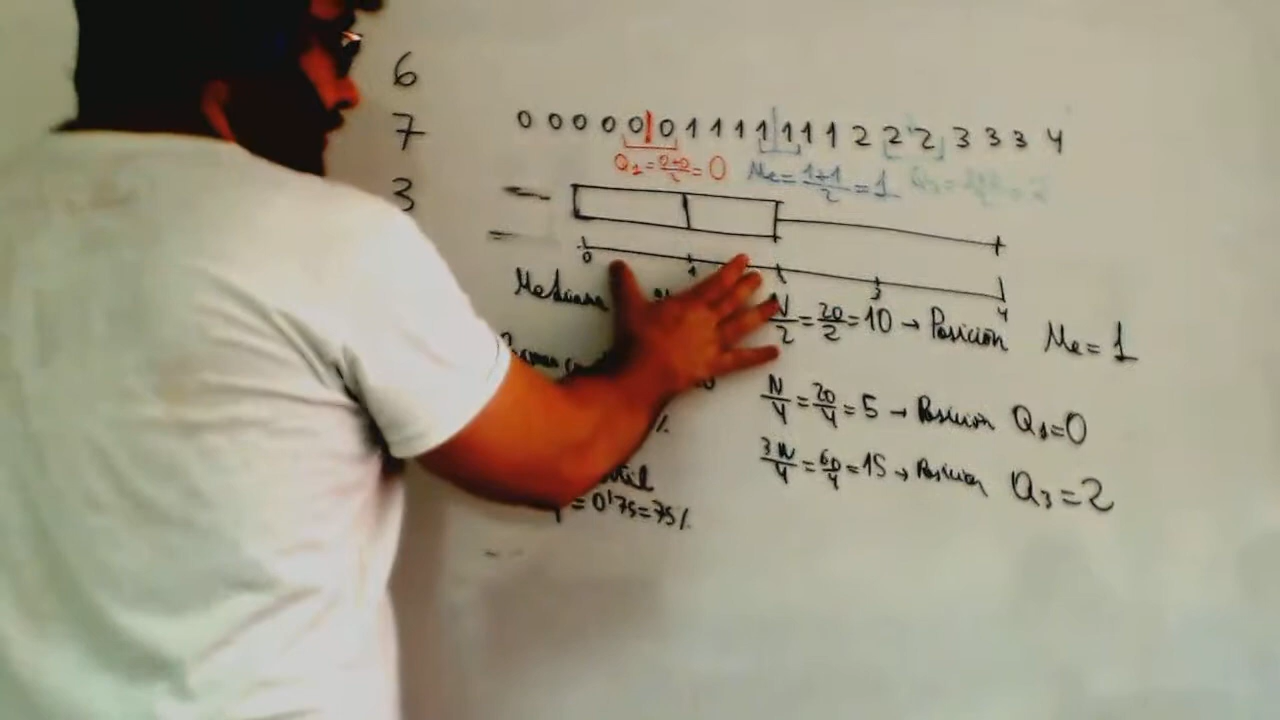 6
7
3
0 0 0 0 0 0 1 1 1 1 1 1 1 2 2 2 3 3 3 4
Q₁ = (0+0)/2 = 0
Me = (1+1)/2 = 1
0 1 3 4
Mediana
N/2 = 20/2 = 10 → Posición Me = 1
N/4 = 20/4 = 5 → Posición Q₁ = 0
%
3N/4 = 60/4 = 15 → Posición Q₃ = 2
= 0'75 = 75%